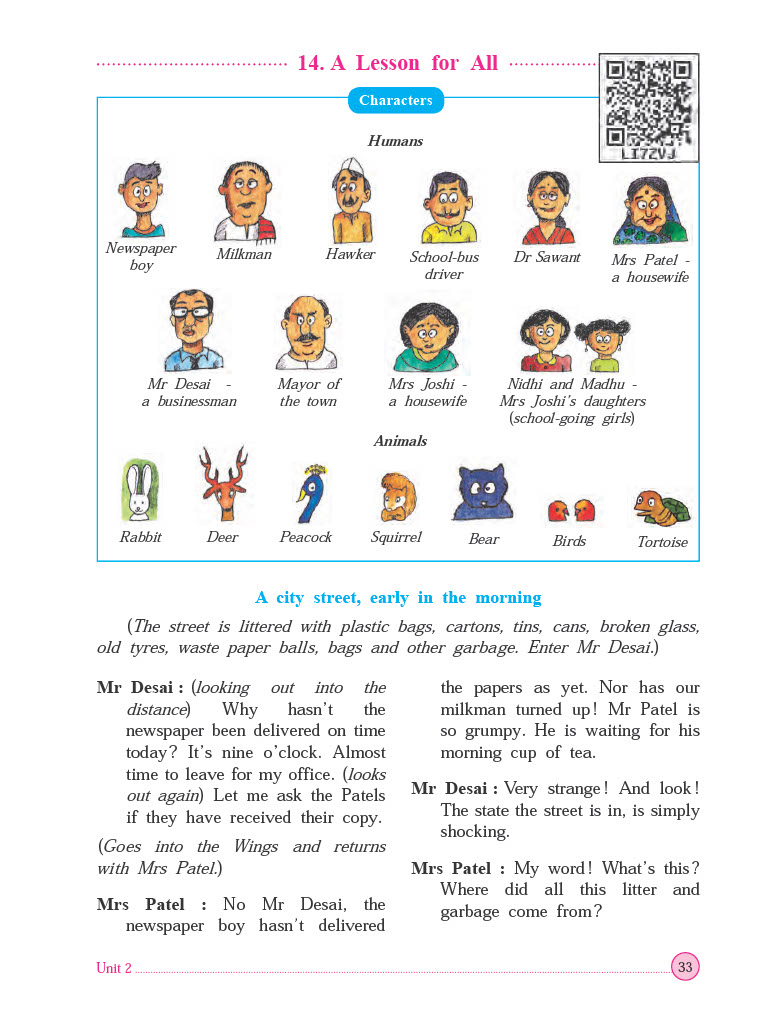 14. A Lesson for All
LI7ZVJ
Characters
Humans
Newspaper
boy
Milkman
Hawker
School-bus
driver
Dr Sawant
Mrs Patel -
a housewife
Mr Desai -
a businessman
Mayor of
the town
Mrs Joshi -
a housewife
Nidhi and Madhu -
Mrs Joshi's daughters
(school-going girls)
Animals
Rabbit
Deer
Peacock
Squirrel
Bear
Birds
Tortoise
A city street, early in the morning
(The street is littered with plastic bags, cartons, tins, cans, broken glass,
old tyres, waste paper balls, bags and other garbage. Enter Mr Desai.)
Mr Desai : (looking out into the
distance) Why hasn't the
newspaper been delivered on time
today? It's nine o'clock. Almost
time to leave for my office. (looks
out again) Let me ask the Patels
if they have received their copy.
(Goes into the Wings and returns
with Mrs Patel.)
Mrs Patel : No Mr Desai, the
newspaper boy hasn't delivered
the papers as yet. Nor has our
milkman turned up! Mr Patel is
so grumpy. He is waiting for his
morning cup of tea.
Mr Desai : Very strange! And look!
The state the street is in, is simply
shocking.
Mrs Patel : My word! What's this?
Where did all this litter and
garbage come from?
Unit 2
33